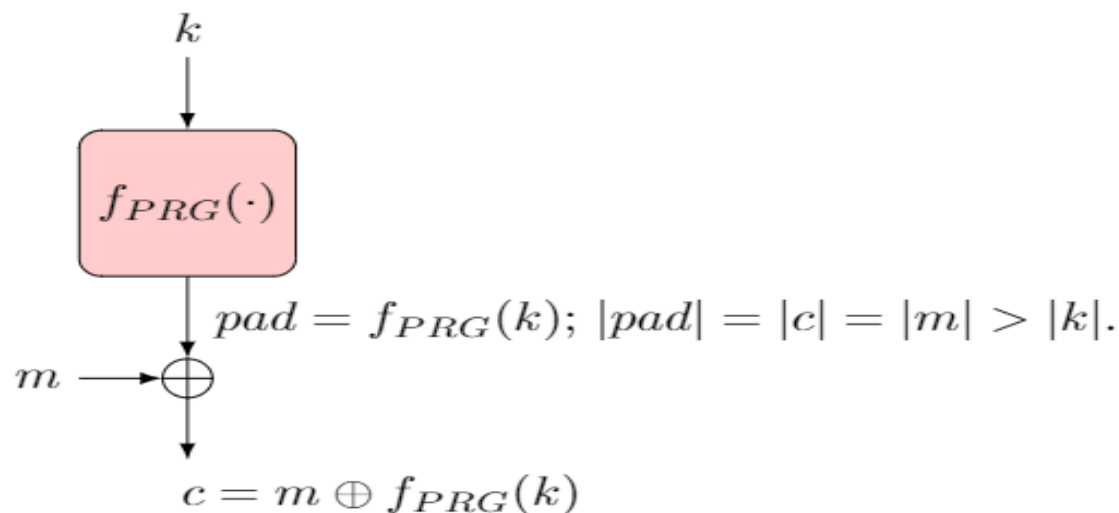 k
f_{PRG}(·)
pad = f_{PRG}(k); |pad| = |c| = |m| > |k|.
m
c = m ⊕ f_{PRG}(k)